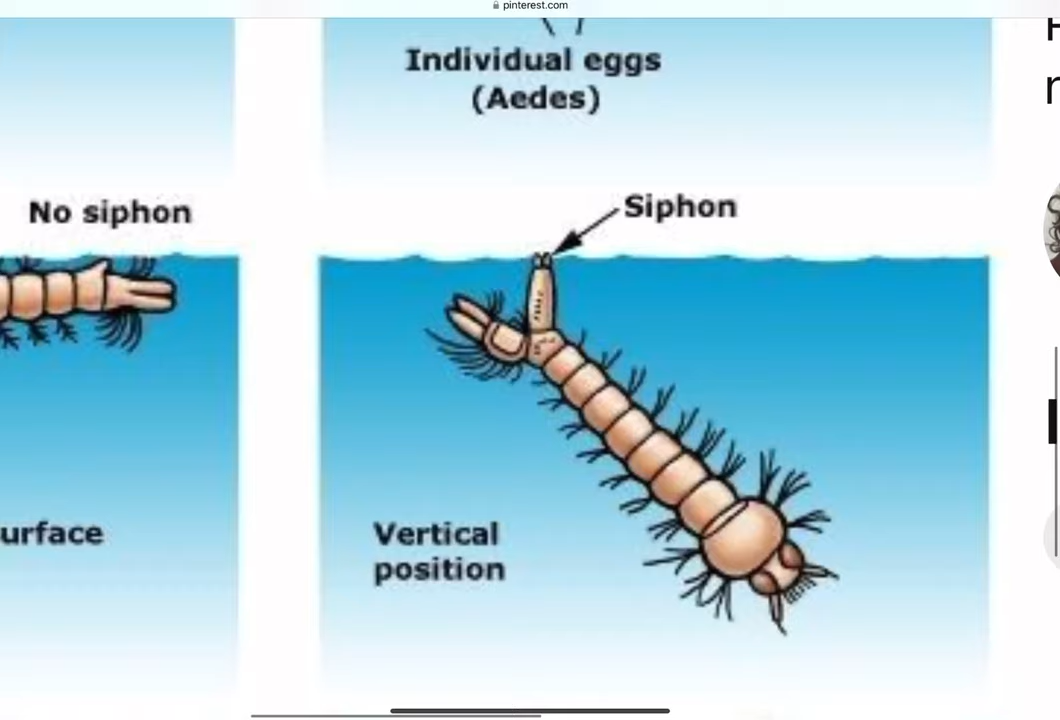 pinterest.com
Individual eggs
(Aedes)
No siphon
Siphon
urface
Vertical
position